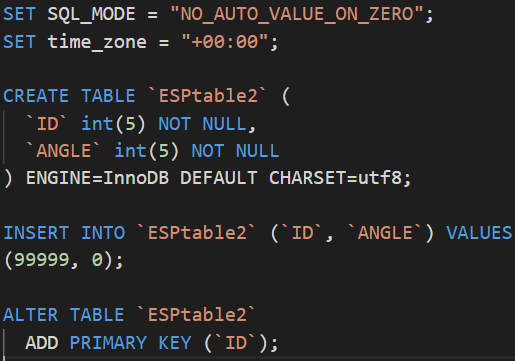 SET SQL_MODE = "NO_AUTO_VALUE_ON_ZERO";
SET time_zone = "+00:00";
CREATE TABLE `ESPtable2` (
`ID` int(5) NOT NULL,
`ANGLE` int(5) NOT NULL
) ENGINE=InnoDB DEFAULT CHARSET=utf8;
INSERT INTO `ESPtable2` (`ID`, `ANGLE`) VALUES
(99999, 0);
ALTER TABLE `ESPtable2`
ADD PRIMARY KEY (`ID`);